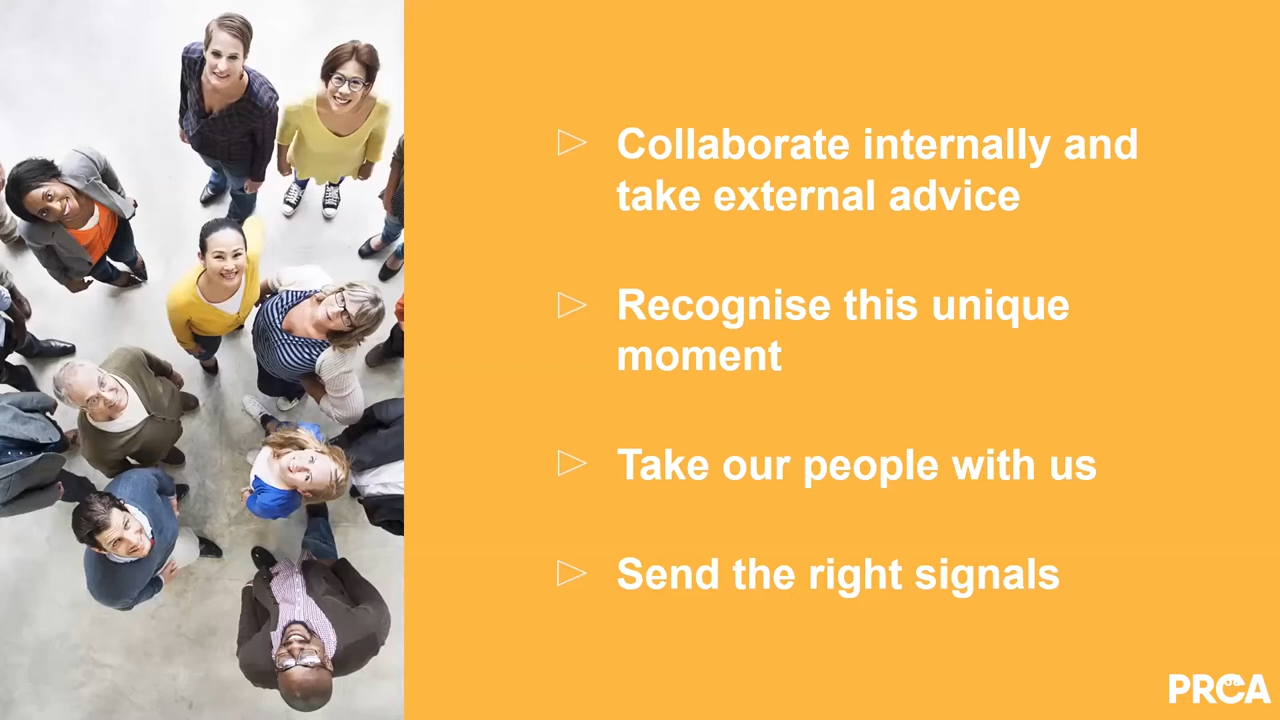 Collaborate internally and
take external advice
Recognise this unique
moment
Take our people with us
Send the right signals
PRCA